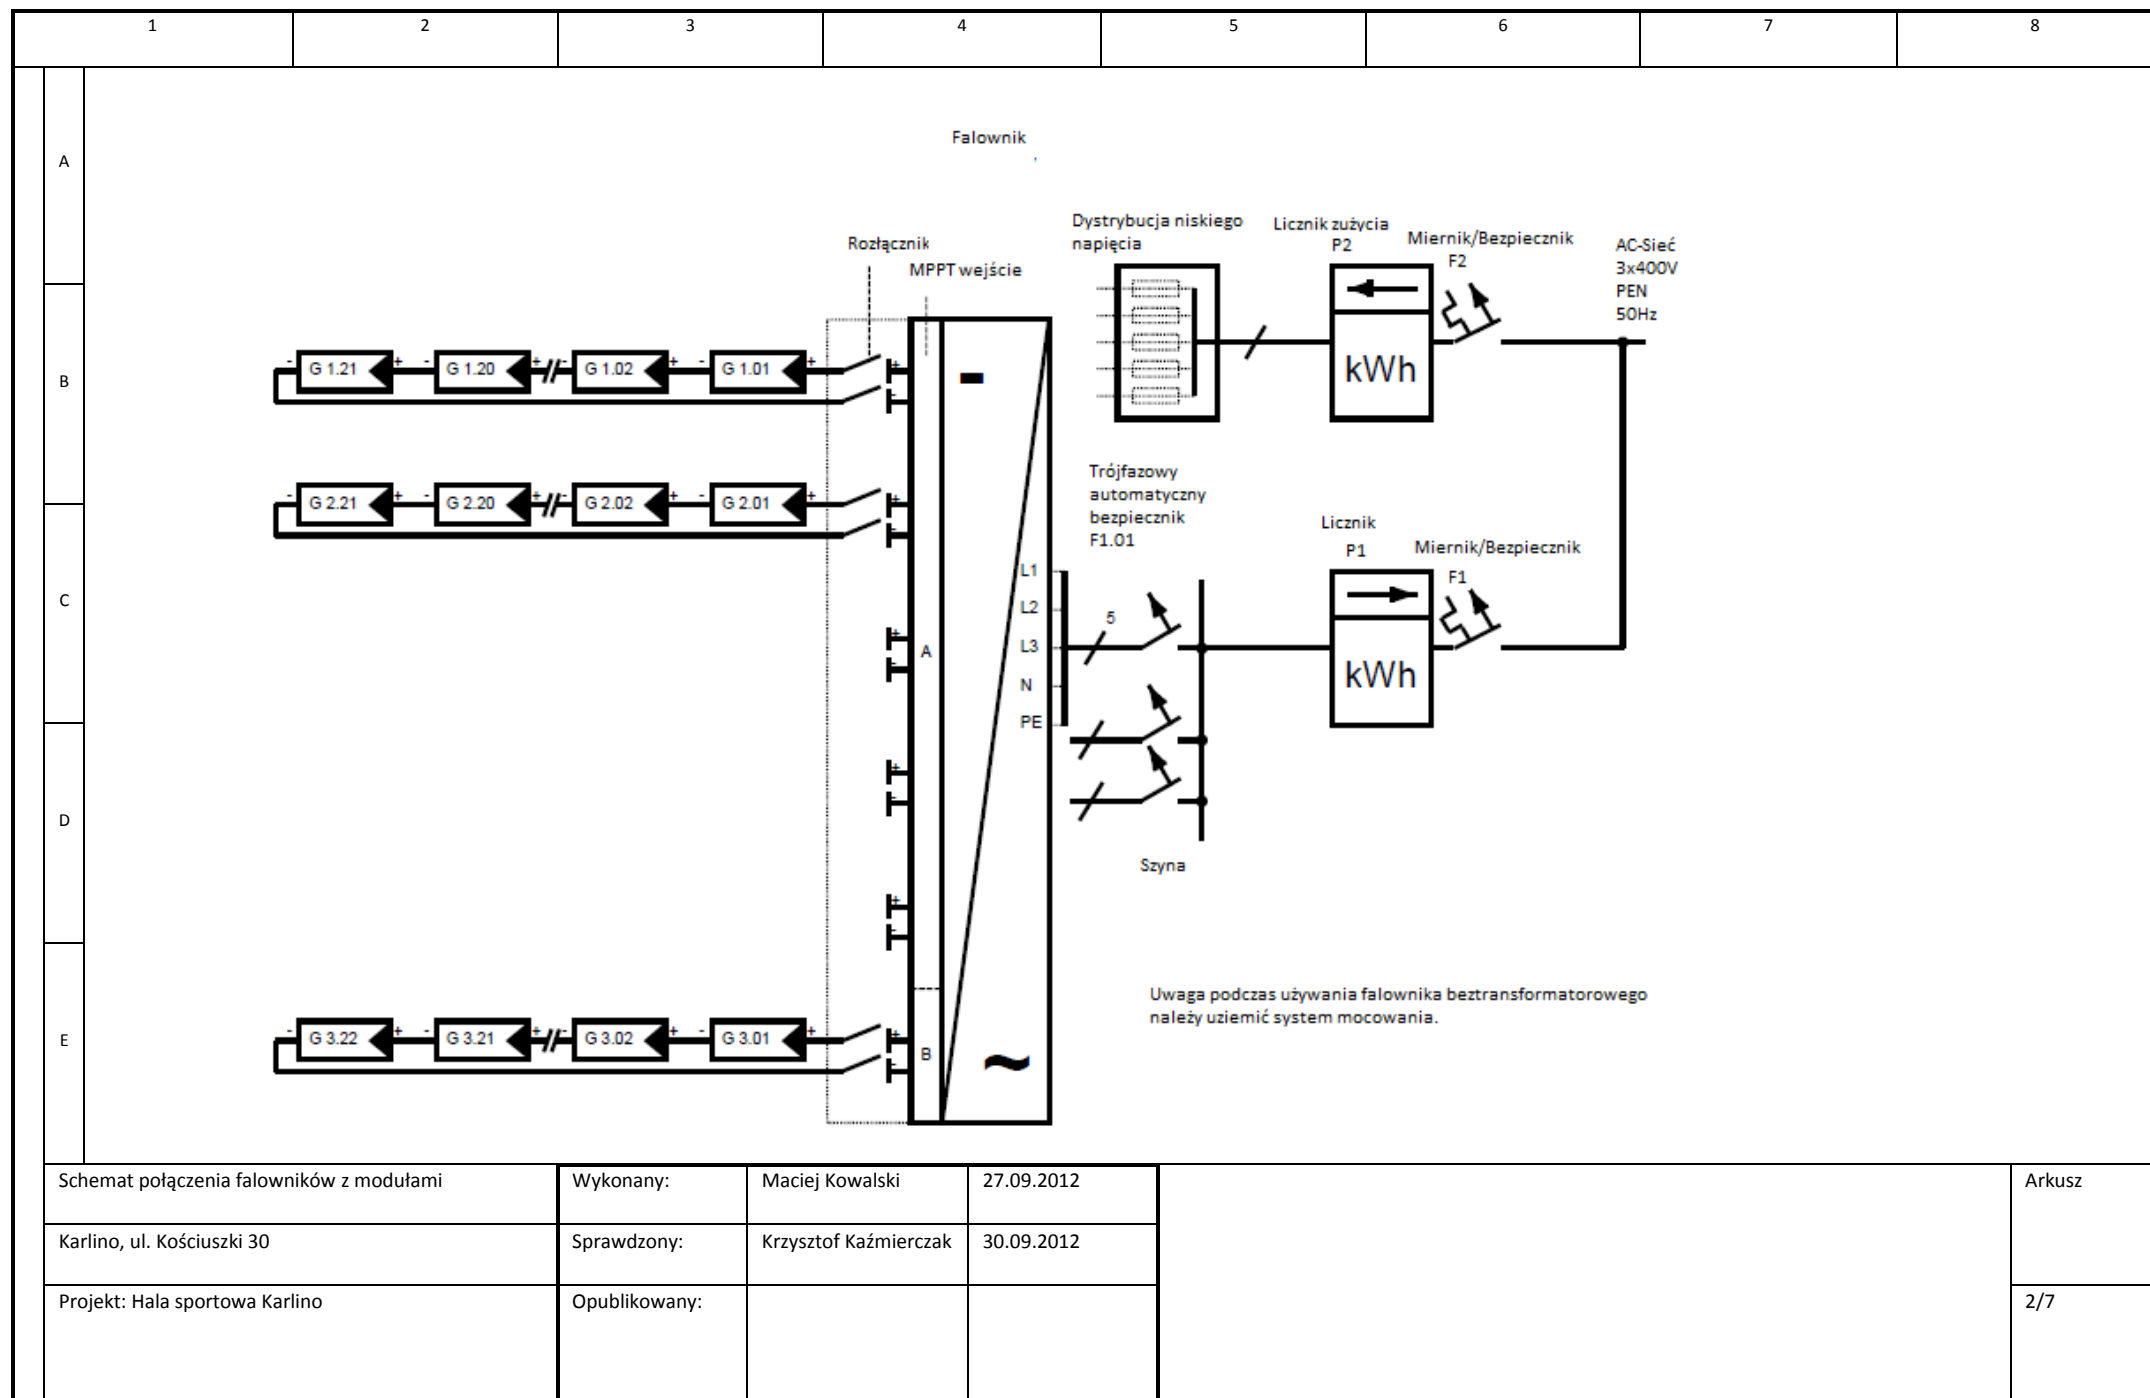 1 2 3 4 5 6 7 8
A
B
C
D
E
Falownik
,
Rozłącznik
MPPT wejście
Dystrybucja niskiego
napięcia
Licznik zużycia
P2
Miernik/Bezpiecznik
F2
AC-Sieć
3x400V
PEN
50Hz
- G 1.21 + - G 1.20 + - G 1.02 + - G 1.01 + + -
kWh
- G 2.21 + - G 2.20 + - G 2.02 + - G 2.01 + + -
Trójfazowy
automatyczny
bezpiecznik
F1.01
Licznik
P1
Miernik/Bezpiecznik
F1
L1
L2
L3
N
PE
5
kWh
+ -
A
+ -
+ -
Szyna
Uwaga podczas używania falownika beztransformatorowego
należy uziemić system mocowania.
- G 3.22 + - G 3.21 + - G 3.02 + - G 3.01 + + -
B
~
Schemat połączenia falowników z modułami
Wykonany: Maciej Kowalski 27.09.2012
Arkusz
Karlino, ul. Kościuszki 30
Sprawdzony: Krzysztof Kaźmierczak 30.09.2012
Projekt: Hala sportowa Karlino
Opublikowany:
2/7